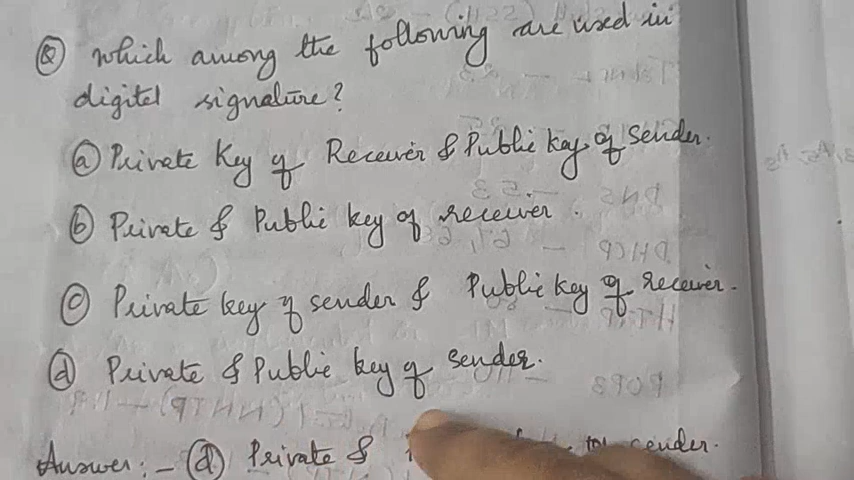 Q which among the following are used in
digital signature?
a Private Key of Receiver & Public key of sender.
b Private & Public key of receiver.
c Private key of sender & Public key of receiver.
d Private & Public key of sender.
Answer:- d Private & sender.